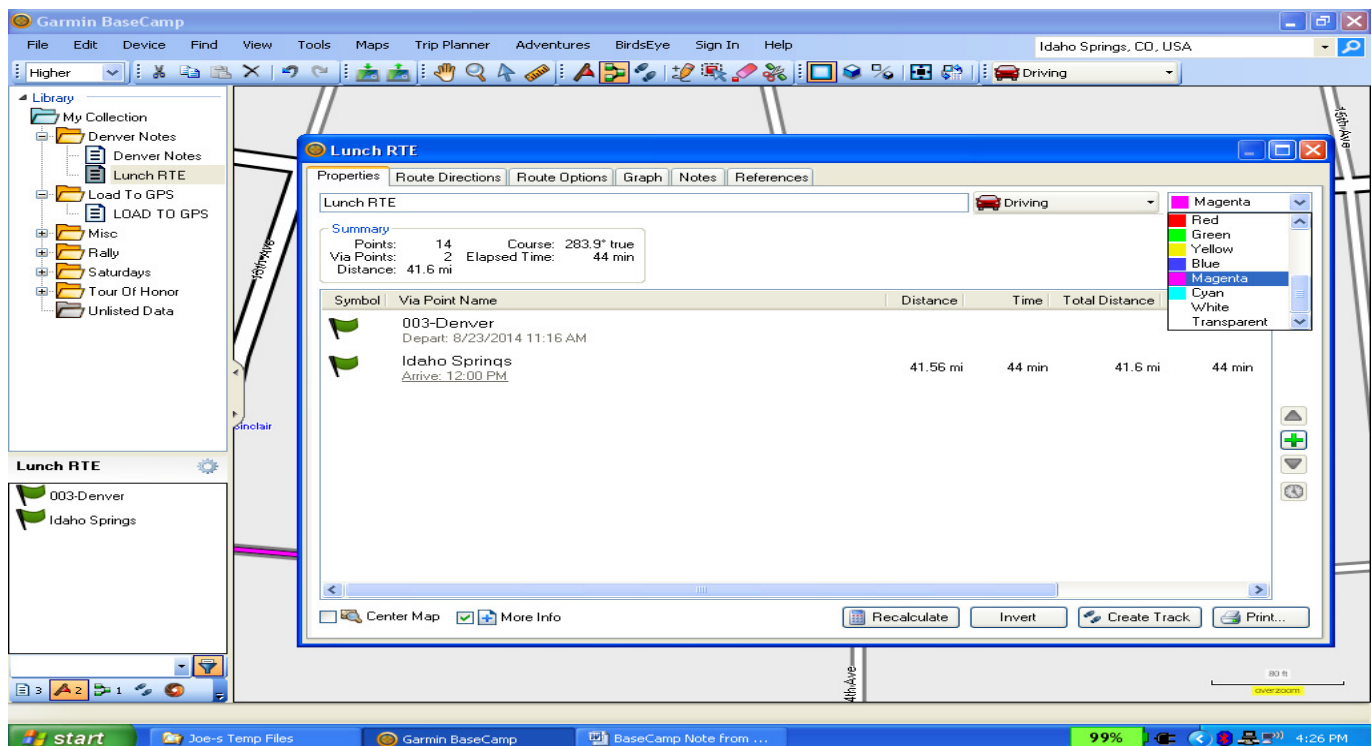 Garmin BaseCamp
File Edit Device Find View Tools Maps Trip Planner Adventures BirdsEye Sign In Help Idaho Springs, CO, USA
Higher Driving
Library
My Collection
Denver Notes
Denver Notes
Lunch RTE
Load To GPS
LOAD TO GPS
Misc
Rally
Saturdays
Tour Of Honor
Unlisted Data
Lunch RTE
003-Denver
Idaho Springs
3 2 1
16th Ave
15th Ave
Sinclair
4th Ave
80 ft
overzoom
Lunch RTE
Properties Route Directions Route Options Graph Notes References
Lunch RTE Driving Magenta
Red
Green
Yellow
Blue
Magenta
Cyan
White
Transparent
Summary
Points: 14 Course: 283.9° true
Via Points: 2 Elapsed Time: 44 min
Distance: 41.6 mi
Symbol Via Point Name Distance Time Total Distance
003-Denver
Depart: 8/23/2014 11:16 AM
Idaho Springs 41.56 mi 44 min 41.6 mi 44 min
Arrive: 12:00 PM
Center Map More Info Recalculate Invert Create Track Print...
start Joe-s Temp Files Garmin BaseCamp BaseCamp Note from ... 99% 4:26 PM